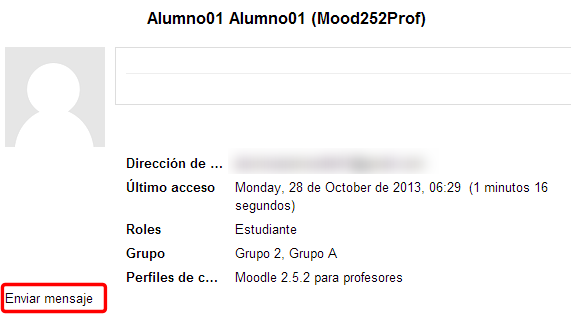 Alumno01 Alumno01 (Mood252Prof)
Dirección de ...
Último acceso Monday, 28 de October de 2013, 06:29 (1 minutos 16
segundos)
Roles Estudiante
Grupo Grupo 2, Grupo A
Perfiles de c... Moodle 2.5.2 para profesores
Enviar mensaje